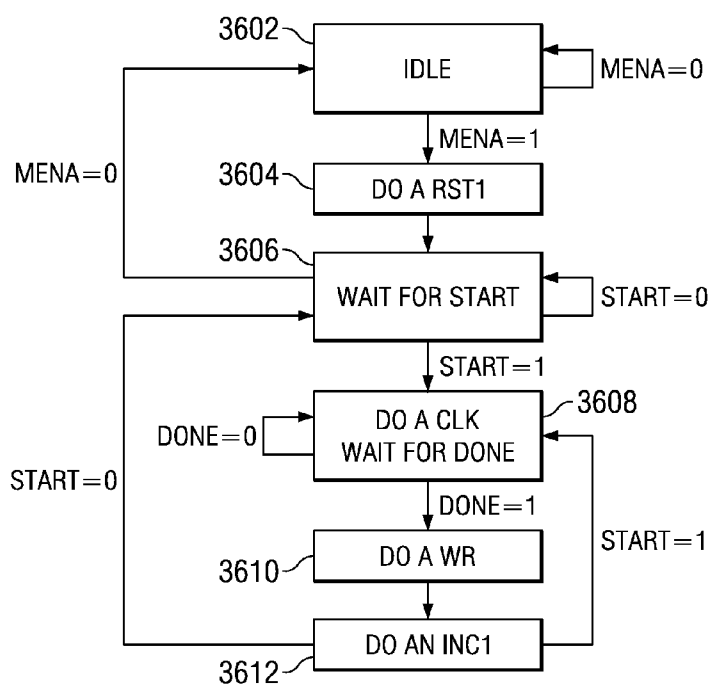 3602
IDLE
MENA=0
MENA=1
MENA=0
3604
DO A RST1
3606
WAIT FOR START
START=0
START=1
DO A CLK
WAIT FOR DONE
3608
DONE=0
START=0
DONE=1
START=1
3610
DO A WR
DO AN INC1
3612